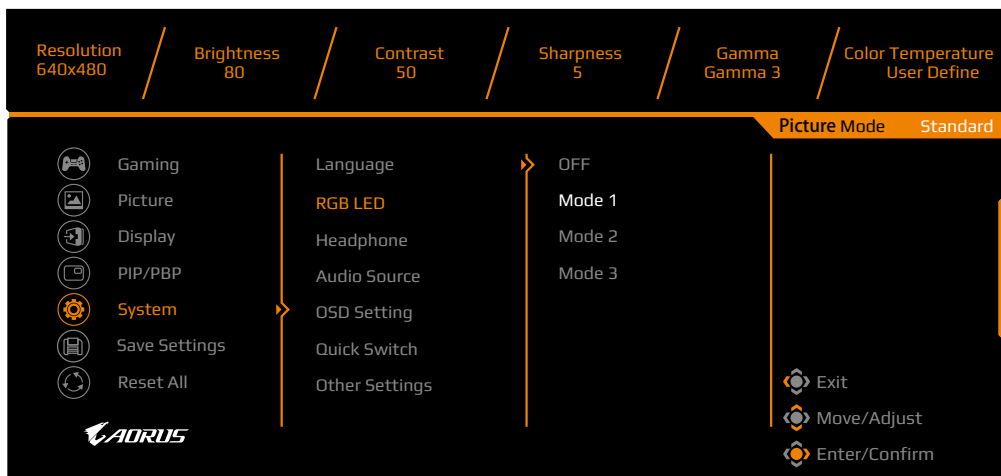 Resolution
640x480
Brightness
80
Contrast
50
Sharpness
5
Gamma
Gamma 3
Color Temperature
User Define
Picture Mode Standard
Gaming
Picture
Display
PIP/PBP
System
Save Settings
Reset All
Language
RGB LED
Headphone
Audio Source
OSD Setting
Quick Switch
Other Settings
OFF
Mode 1
Mode 2
Mode 3
Exit
Move/Adjust
Enter/Confirm
AORUS